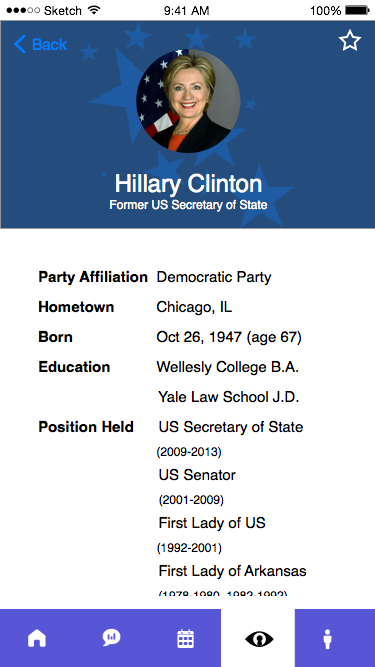 Sketch 9:41 AM 100%
Back
Hillary Clinton
Former US Secretary of State
Party Affiliation Democratic Party
Hometown Chicago, IL
Born Oct 26, 1947 (age 67)
Education Wellesly College B.A.
Yale Law School J.D.
Position Held US Secretary of State
(2009-2013)
US Senator
(2001-2009)
First Lady of US
(1992-2001)
First Lady of Arkansas
(1978-1980, 1982-1992)